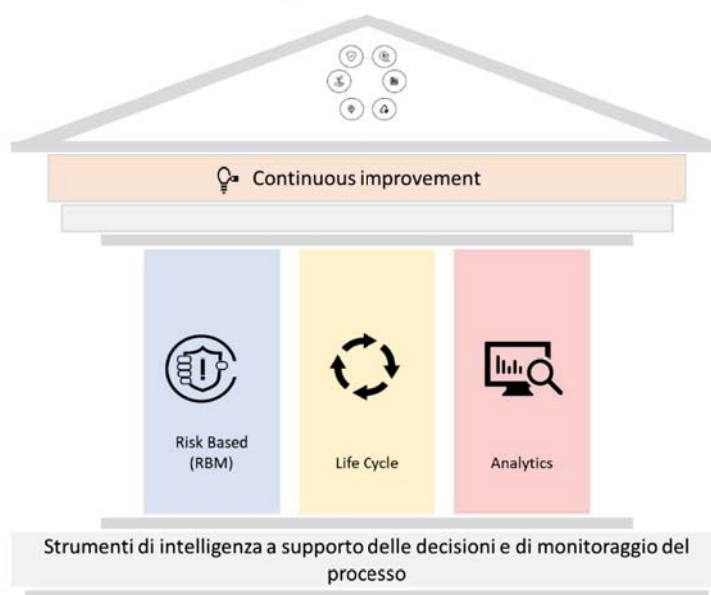 Continuous improvement
Risk Based
(RBM)
Life Cycle
Analytics
Strumenti di intelligenza a supporto delle decisioni e di monitoraggio del
processo